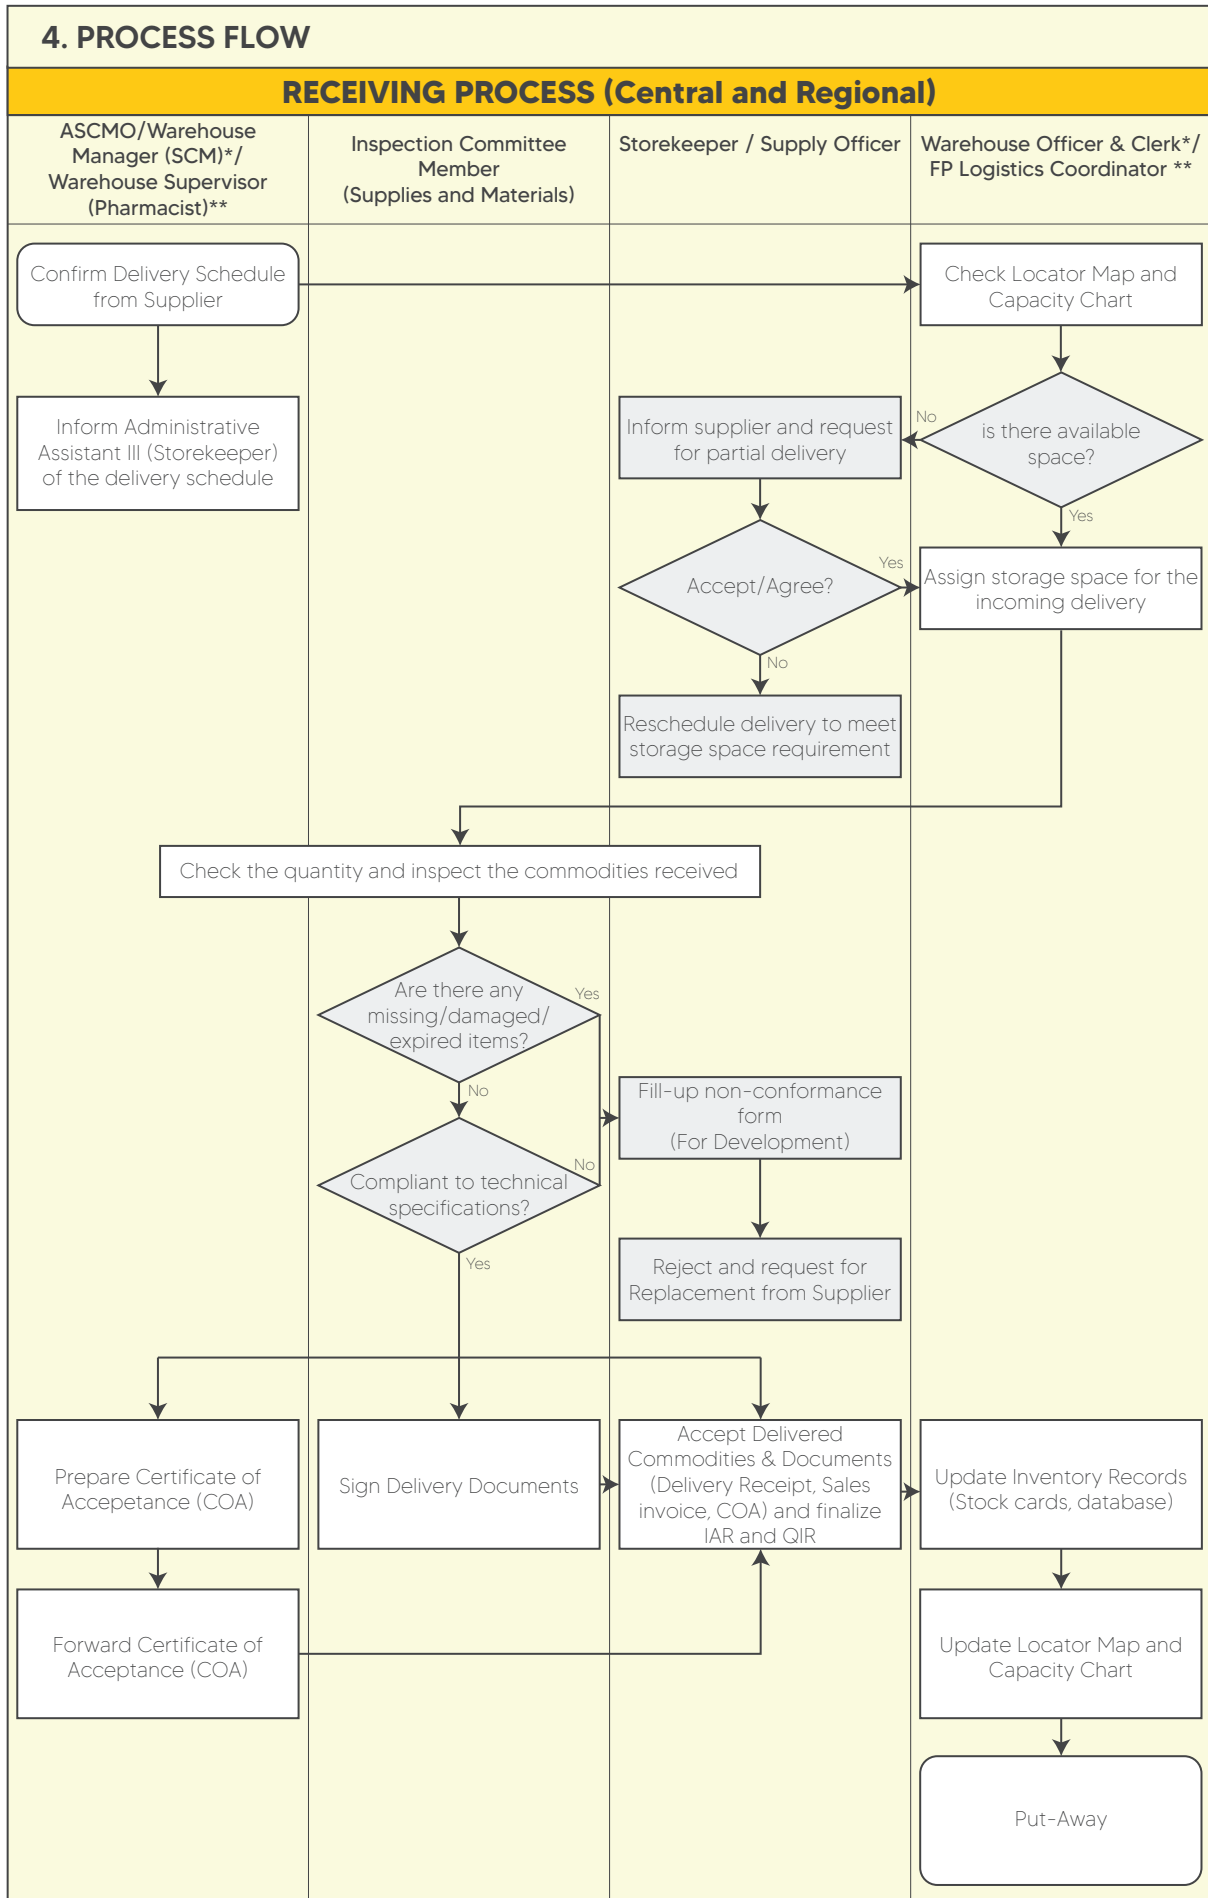 4. PROCESS FLOW
RECEIVING PROCESS (Central and Regional)
ASCMO/Warehouse
Manager (SCM)*/
Warehouse Supervisor
(Pharmacist)**
Inspection Committee
Member
(Supplies and Materials)
Storekeeper / Supply Officer
Warehouse Officer & Clerk*/
FP Logistics Coordinator **
Confirm Delivery Schedule
from Supplier
Check Locator Map and
Capacity Chart
Inform Administrative
Assistant III (Storekeeper)
of the delivery schedule
Inform supplier and request
for partial delivery
No
is there available
space?
Yes
Accept/Agree?
Yes
Assign storage space for the
incoming delivery
No
Reschedule delivery to meet
storage space requirement
Check the quantity and inspect the commodities received
Are there any
missing/damaged/
expired items?
Yes
No
Fill-up non-conformance
form
(For Development)
Compliant to technical
specifications?
No
Yes
Reject and request for
Replacement from Supplier
Prepare Certificate of
Accepetance (COA)
Sign Delivery Documents
Accept Delivered
Commodities & Documents
(Delivery Receipt, Sales
invoice, COA) and finalize
IAR and QIR
Update Inventory Records
(Stock cards, database)
Forward Certificate of
Acceptance (COA)
Update Locator Map and
Capacity Chart
Put-Away